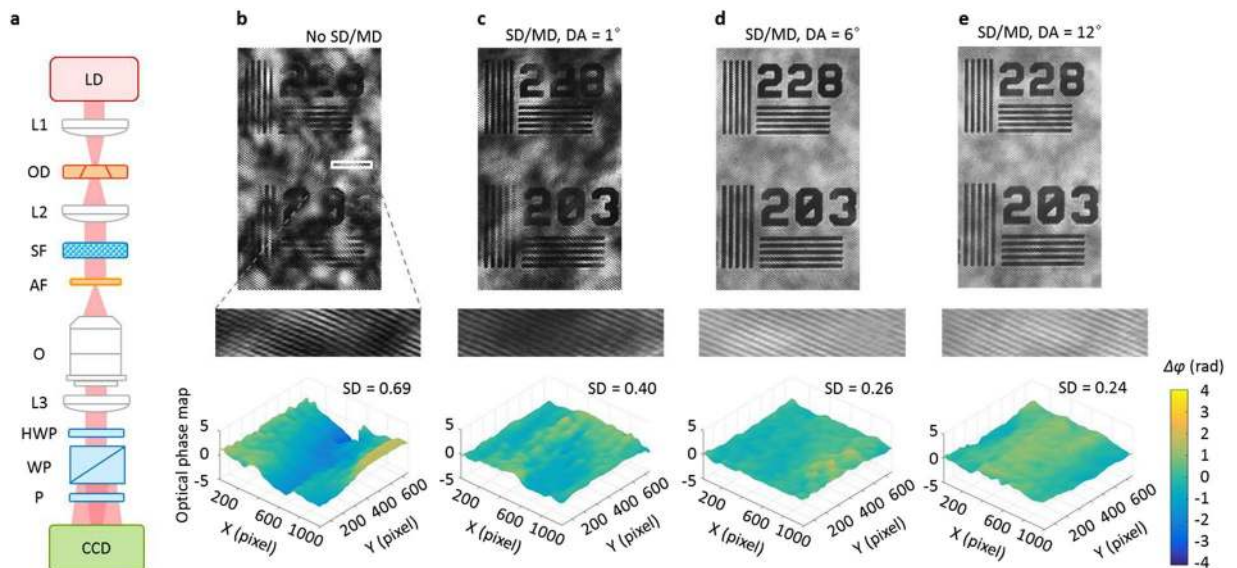 a
LD
L1
OD
L2
SF
AF
O
L3
HWP
WP
P
CCD
b
No SD/MD
228
203
SD = 0.69
Optical phase map
5
0
-5
200
600
1000
X (pixel)
200
400
600
Y (pixel)
c
SD/MD, DA = 1°
228
203
SD = 0.40
5
0
-5
200
600
1000
X (pixel)
200
400
600
Y (pixel)
d
SD/MD, DA = 6°
228
203
SD = 0.26
5
0
-5
200
600
1000
X (pixel)
200
400
600
Y (pixel)
e
SD/MD, DA = 12°
228
203
SD = 0.24
5
0
-5
200
600
1000
X (pixel)
200
400
600
Y (pixel)
Δφ (rad)
4
3
2
1
0
-1
-2
-3
-4